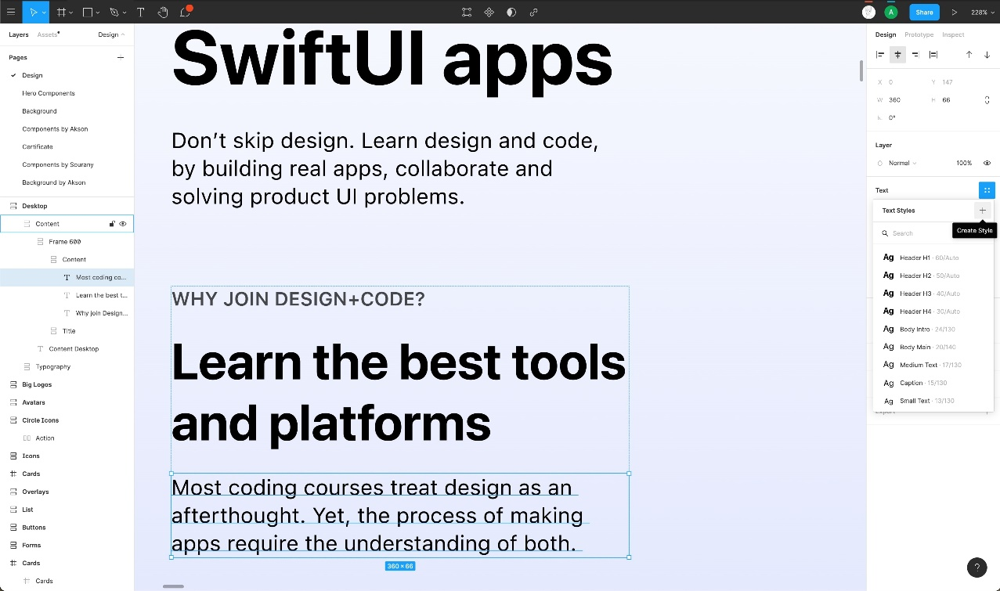 228%
Share
A
Layers
Assets
Design
Pages
Design
Hero Components
Background
Components by Akson
Certificate
Components by Sourany
Background by Akson
Desktop
Content
Frame 600
Content
Most coding co...
Learn the best t...
Why join Design...
Title
Content Desktop
Typography
Big Logos
Avatars
Circle Icons
Action
Icons
Cards
Overlays
List
Buttons
Forms
Cards
Cards
SwiftUI apps
Don’t skip design. Learn design and code,
by building real apps, collaborate and
solving product UI problems.
WHY JOIN DESIGN+CODE?
Learn the best tools
and platforms
Most coding courses treat design as an
afterthought. Yet, the process of making
apps require the understanding of both.
360 × 66
Design
Prototype
Inspect
X 0
Y 147
W 360
H 66
0°
Layer
Normal
100%
Text
Text Styles
Create Style
Search
Ag Header H1 · 60/Auto
Ag Header H2 · 50/Auto
Ag Header H3 · 40/Auto
Ag Header H4 · 30/Auto
Ag Body Intro · 24/130
Ag Body Main · 20/140
Ag Medium Text · 17/130
Ag Caption · 15/130
Ag Small Text · 13/130
?